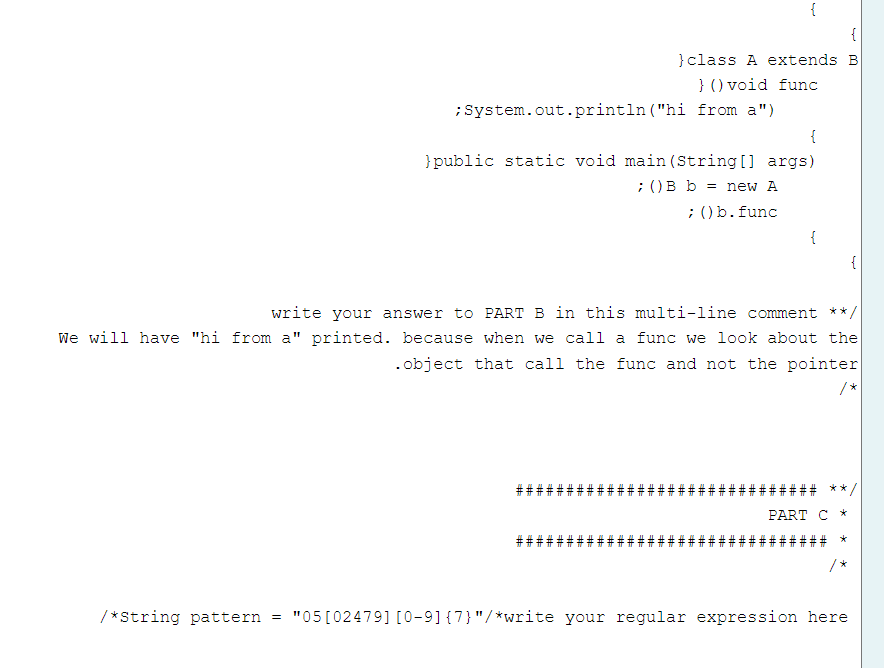 {
{
}class A extends B
}()void func
;System.out.println("hi from a")
{
}public static void main(String[] args)
;()B b = new A
;()b.func
{
{
write your answer to PART B in this multi-line comment **/
We will have "hi from a" printed. because when we call a func we look about the
.object that call the func and not the pointer
/*
############################## **/
PART C *
############################### *
/*
/*String pattern = "05[02479][0-9]{7}"/*write your regular expression here